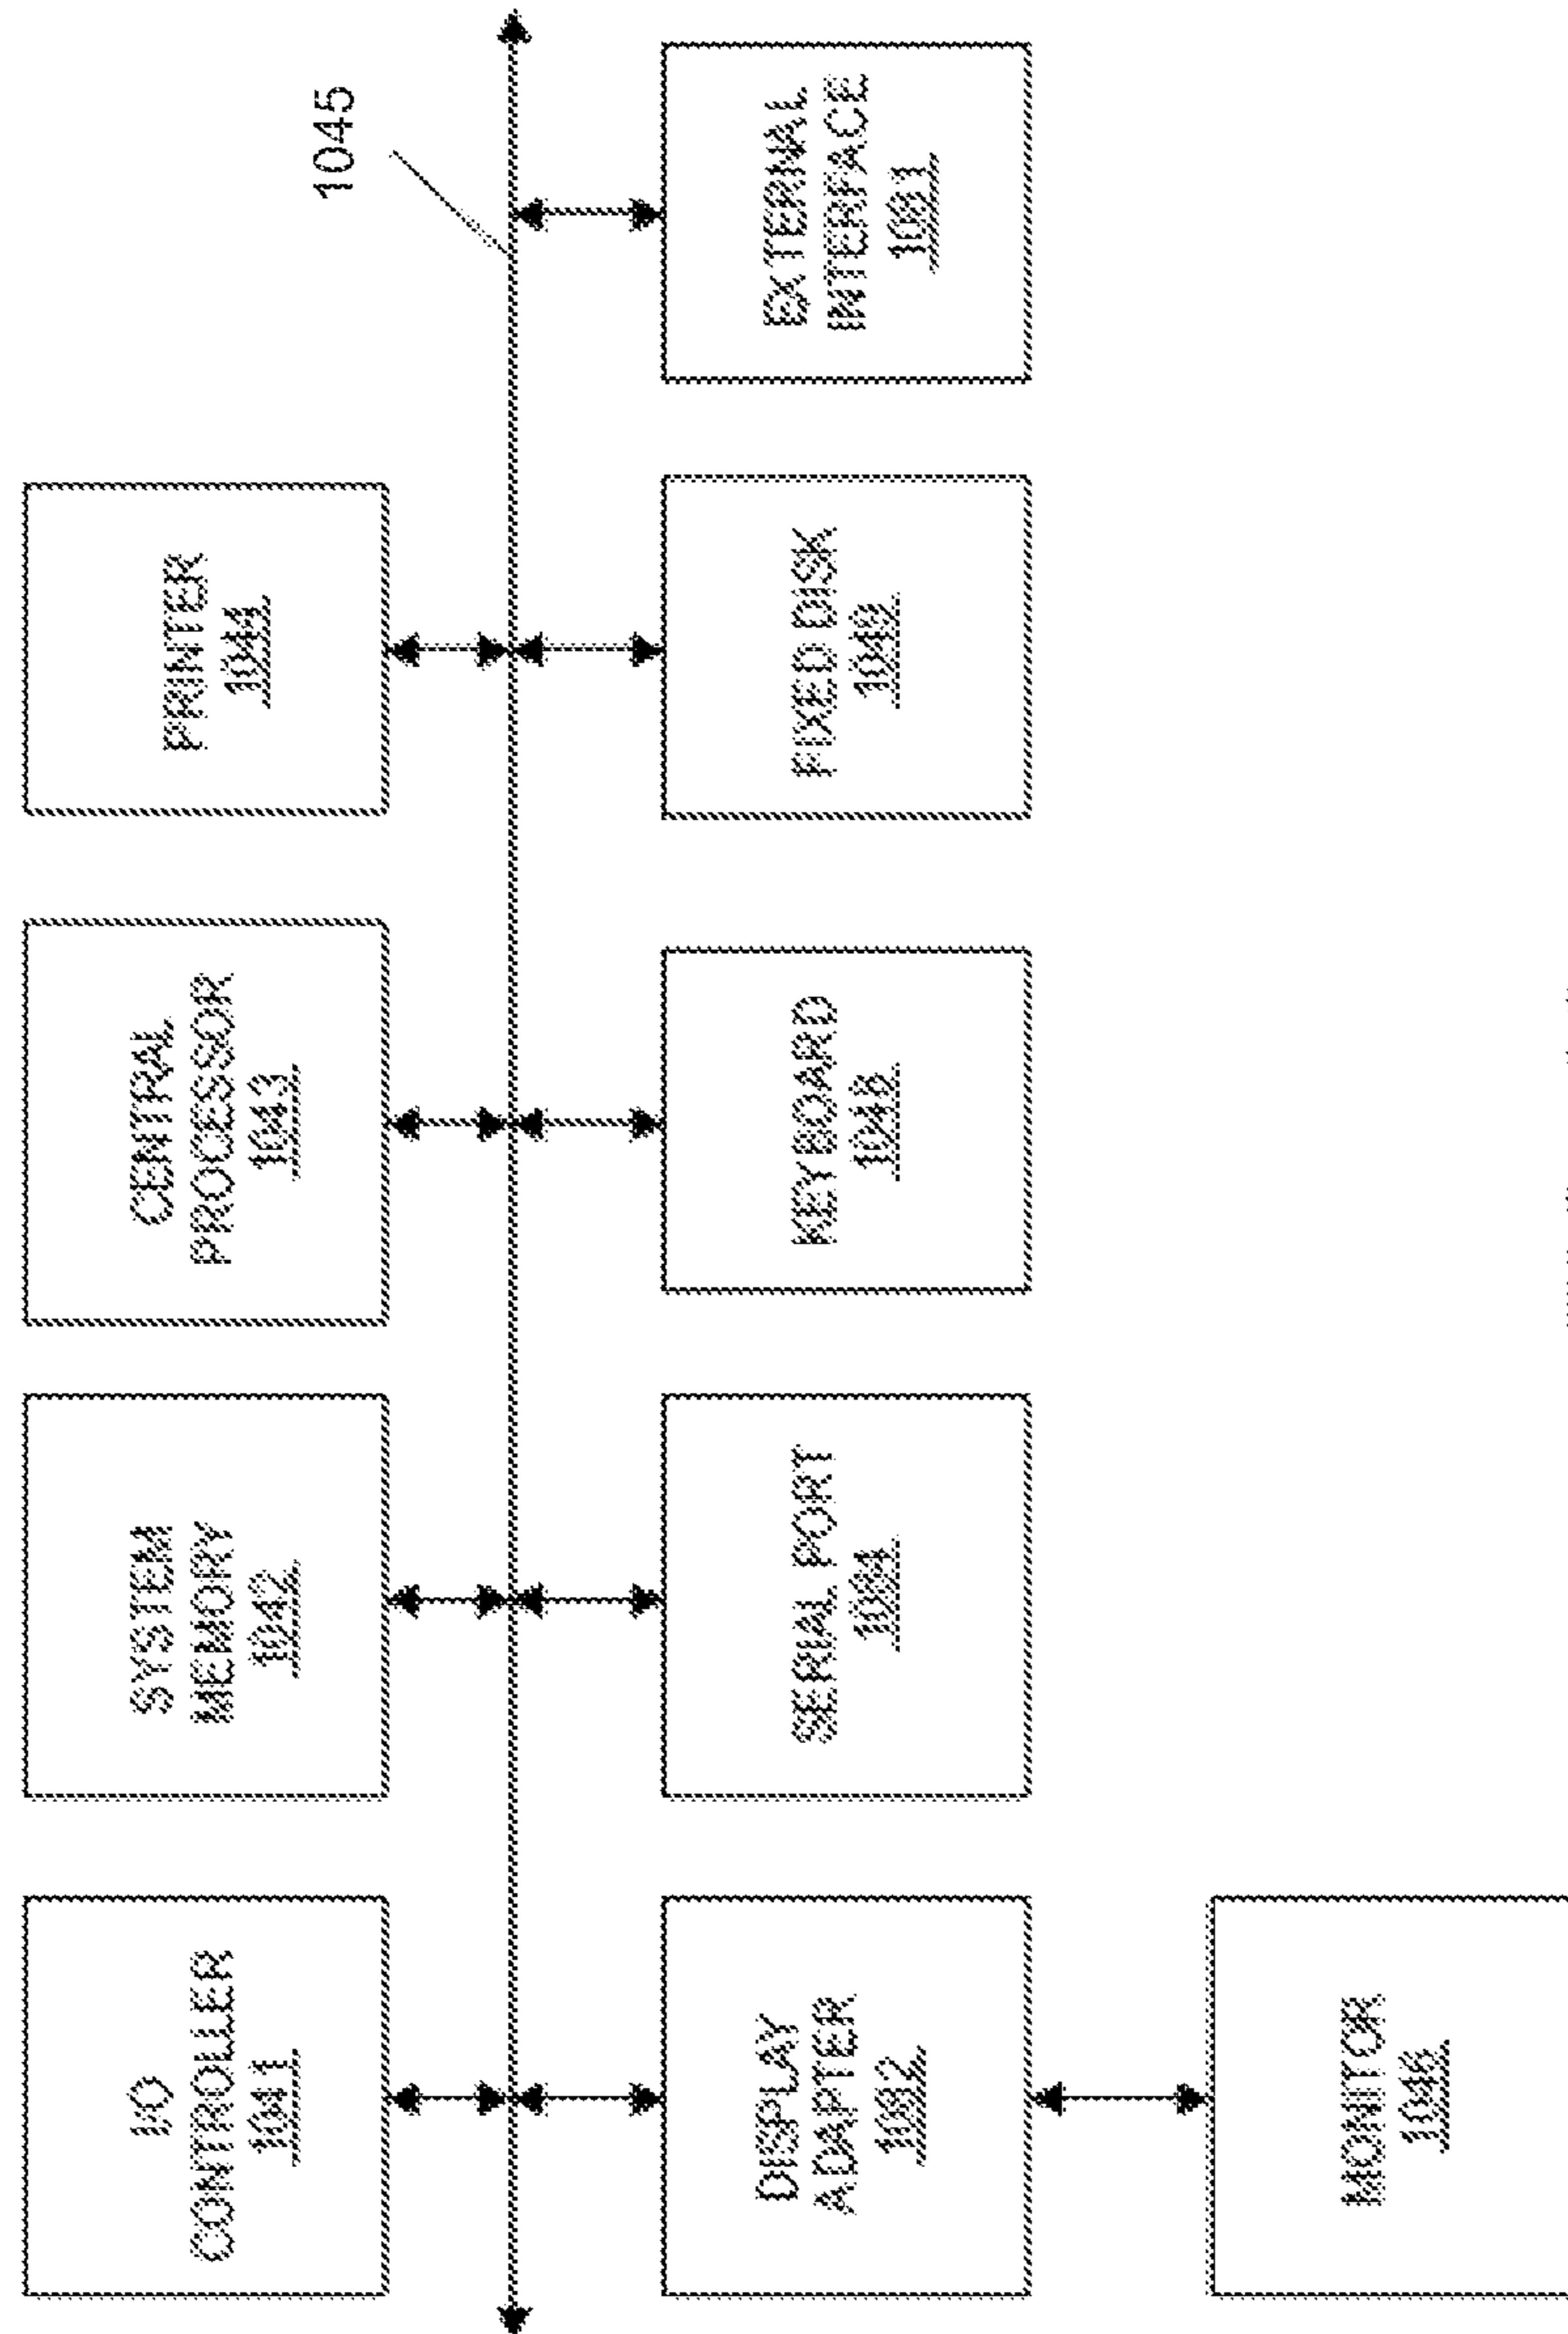 I/O
CONTROLLER
1041
SYSTEM
MEMORY
1042
CENTRAL
PROCESSOR
1043
PRINTER
1044
1045
DISPLAY
ADAPTER
1082
SERIAL PORT
1084
KEYBOARD
1048
FIXED DISK
1049
EXTERNAL
INTERFACE
1081
MONITOR
1046